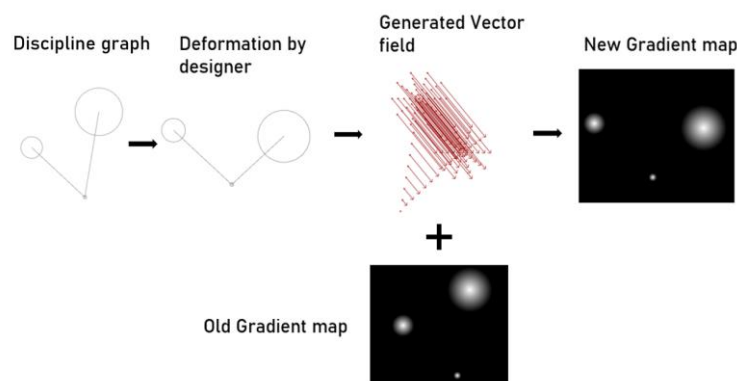 Discipline graph
Deformation by
designer
Generated Vector
field
New Gradient map
Old Gradient map